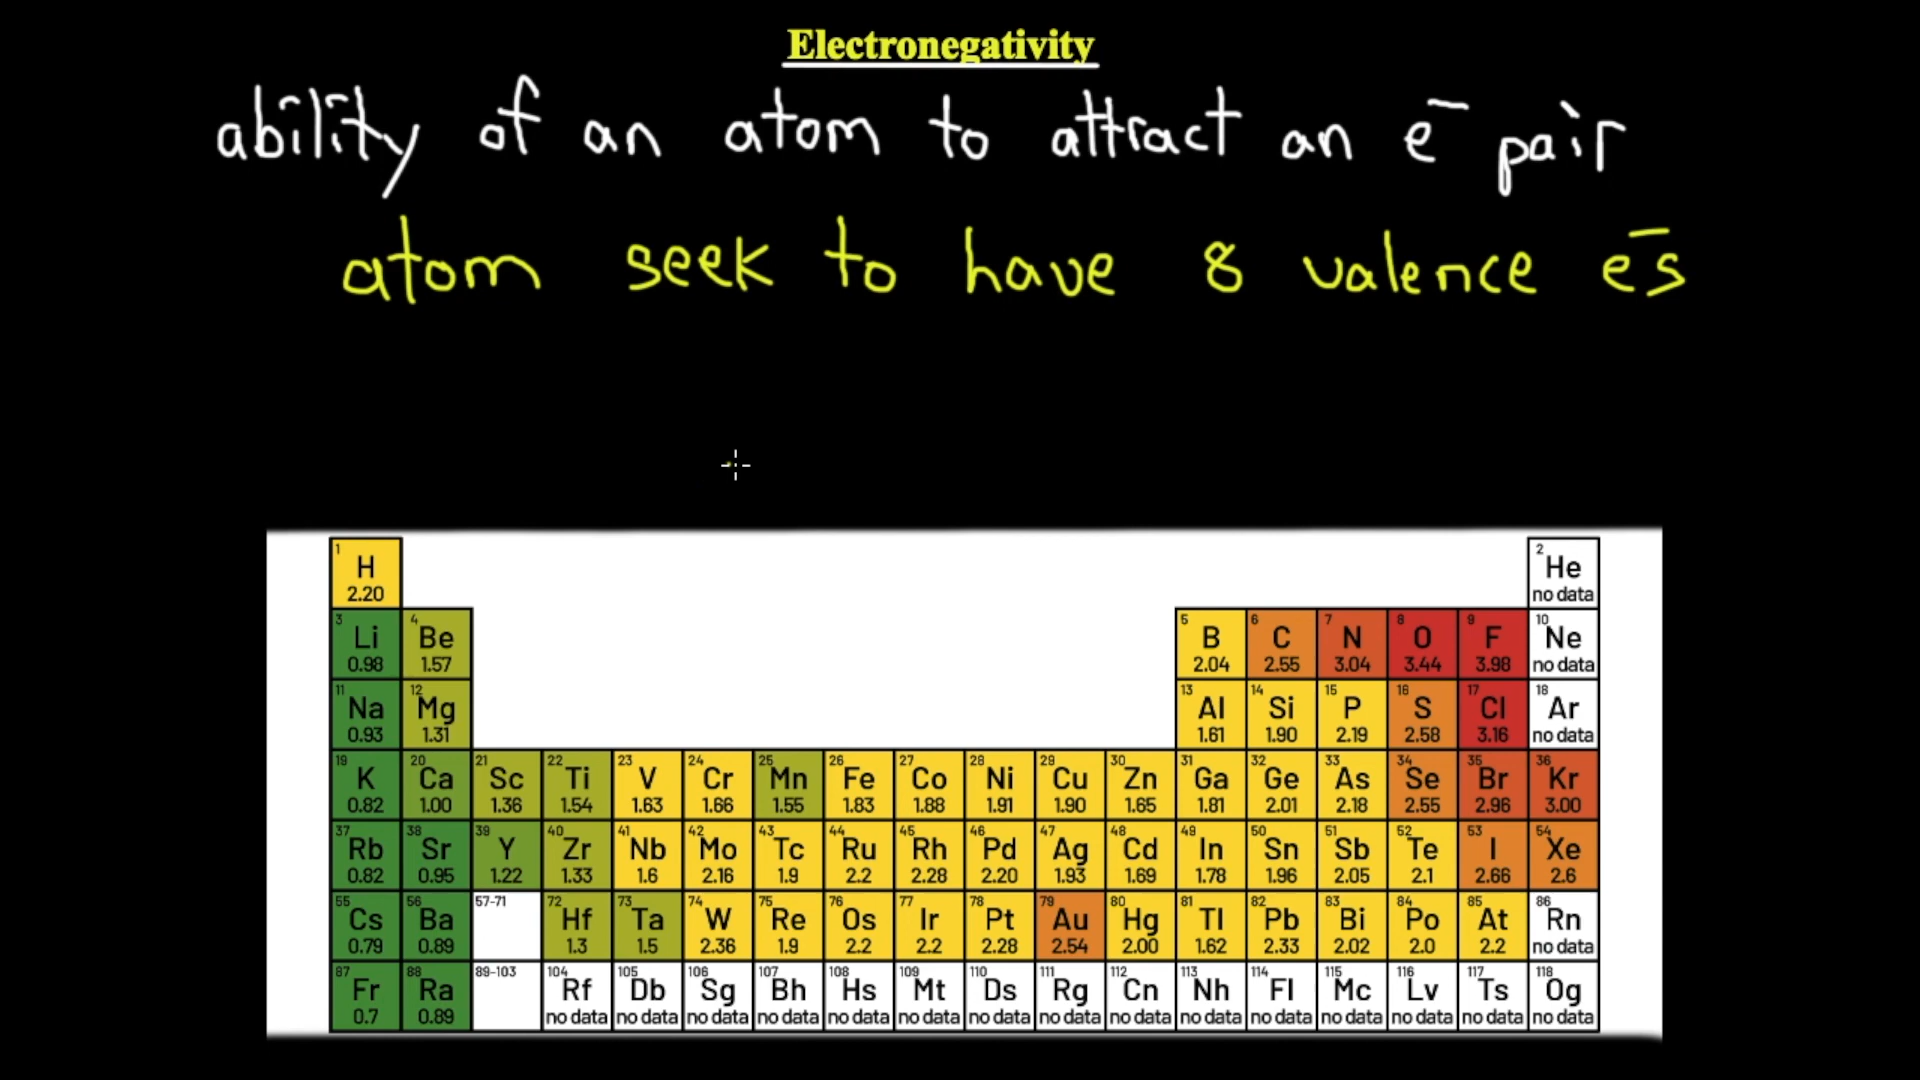 Electronegativity
ability of an atom to attract an e⁻ pair
atom seek to have 8 valence e⁻s
1 2
H He
2.20 no data
3 4 5 6 7 8 9 10
Li Be B C N O F Ne
0.98 1.57 2.04 2.55 3.04 3.44 3.98 no data
11 12 13 14 15 16 17 18
Na Mg Al Si P S Cl Ar
0.93 1.31 1.61 1.90 2.19 2.58 3.16 no data
19 20 21 22 23 24 25 26 27 28 29 30 31 32 33 34 35 36
K Ca Sc Ti V Cr Mn Fe Co Ni Cu Zn Ga Ge As Se Br Kr
0.82 1.00 1.36 1.54 1.63 1.66 1.55 1.83 1.88 1.91 1.90 1.65 1.81 2.01 2.18 2.55 2.96 3.00
37 38 39 40 41 42 43 44 45 46 47 48 49 50 51 52 53 54
Rb Sr Y Zr Nb Mo Tc Ru Rh Pd Ag Cd In Sn Sb Te I Xe
0.82 0.95 1.22 1.33 1.6 2.16 1.9 2.2 2.28 2.20 1.93 1.69 1.78 1.96 2.05 2.1 2.66 2.6
55 56 57-71 72 73 74 75 76 77 78 79 80 81 82 83 84 85 86
Cs Ba Hf Ta W Re Os Ir Pt Au Hg Tl Pb Bi Po At Rn
0.79 0.89 1.3 1.5 2.36 1.9 2.2 2.2 2.28 2.54 2.00 1.62 2.33 2.02 2.0 2.2 no data
87 88 89-103 104 105 106 107 108 109 110 111 112 113 114 115 116 117 118
Fr Ra Rf Db Sg Bh Hs Mt Ds Rg Cn Nh Fl Mc Lv Ts Og
0.7 0.89 no data no data no data no data no data no data no data no data no data no data no data no data no data no data no data